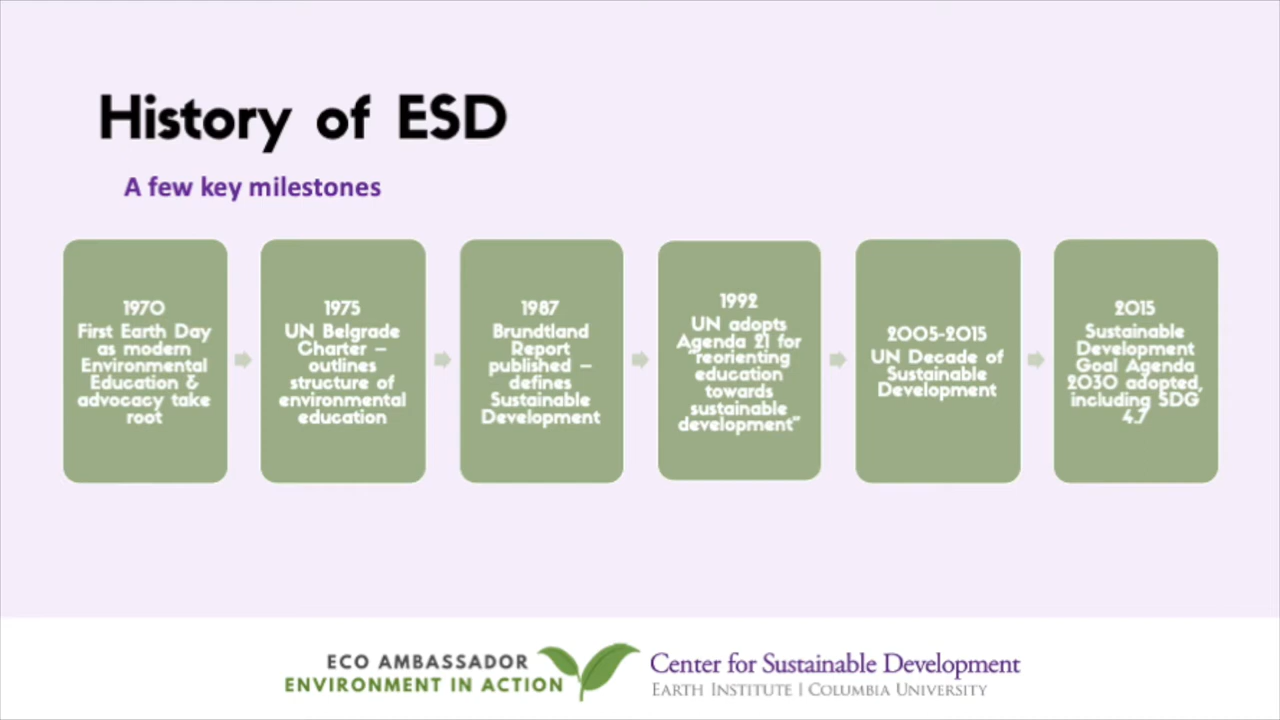 History of ESD
A few key milestones
1970
First Earth Day
as modern
Environmental
Education &
advocacy take
root
1975
UN Belgrade
Charter –
outlines
structure of
environmental
education
1987
Brundtland
Report
published –
defines
Sustainable
Development
1992
UN adopts
Agenda 21 for
"reorienting
education
towards
sustainable
development"
2005-2015
UN Decade of
Sustainable
Development
2015
Sustainable
Development
Goal Agenda
2030 adopted,
including SDG
4.7
ECO AMBASSADOR
ENVIRONMENT IN ACTION
Center for Sustainable Development
EARTH INSTITUTE | COLUMBIA UNIVERSITY